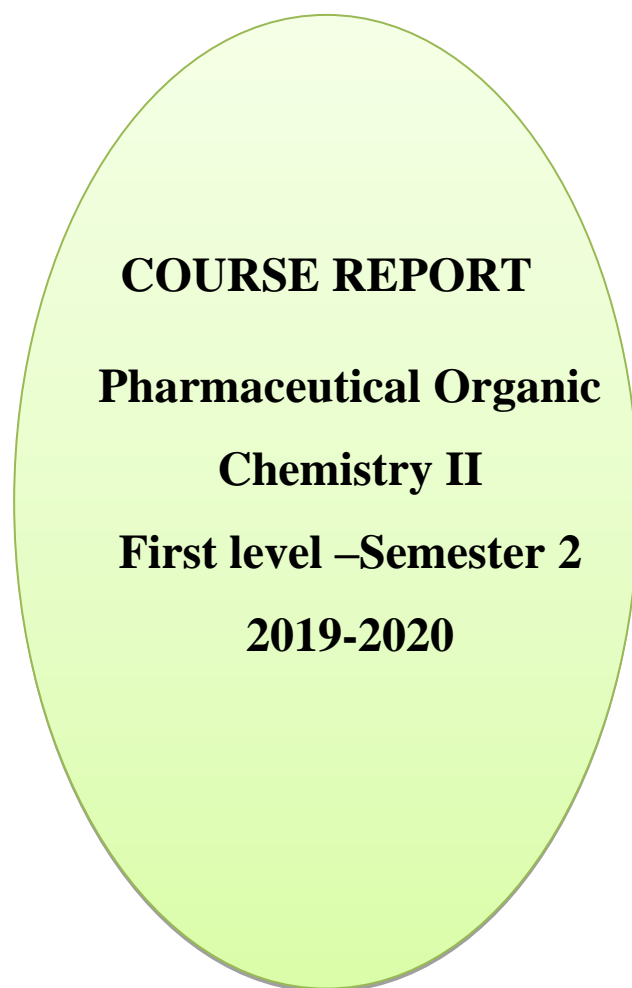 COURSE REPORT
Pharmaceutical Organic
Chemistry II
First level –Semester 2
2019-2020